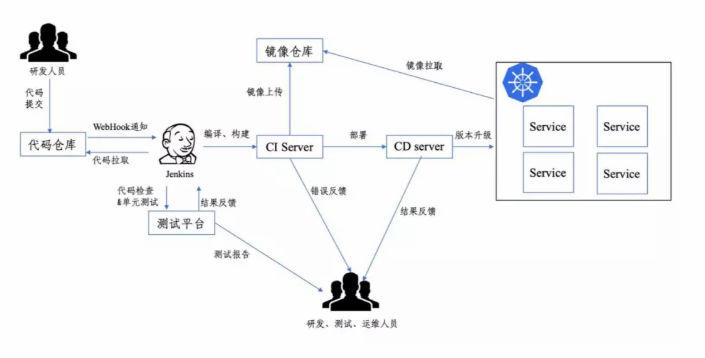 研发人员
代码
提交
代码仓库
WebHook通知
代码拉取
Jenkins
代码检查
&单元测试
结果反馈
测试平台
测试报告
编译、构建
CI Server
镜像上传
镜像仓库
镜像拉取
部署
CD server
版本升级
Service
Service
Service
Service
错误反馈
结果反馈
研发、测试、运维人员